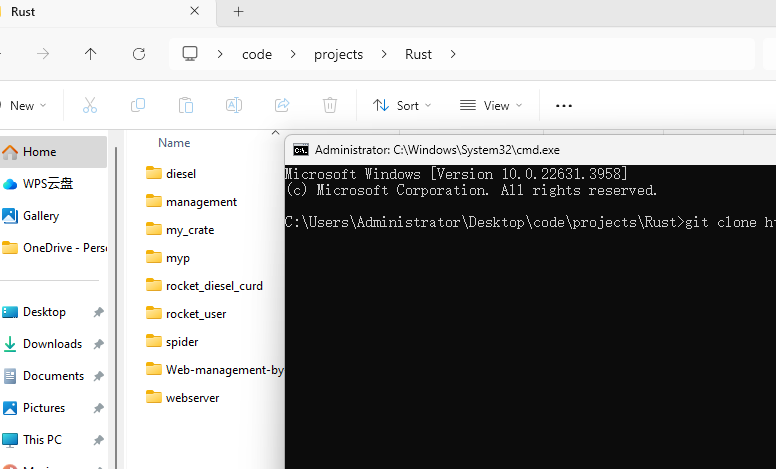 Rust
code
projects
Rust
New
Sort
View
Home
WPS云盘
Gallery
OneDrive - Pers
Desktop
Downloads
Documents
Pictures
This PC
Name
diesel
management
my_crate
myp
rocket_diesel_curd
rocket_user
spider
Web-management-by
webserver
Administrator: C:\Windows\System32\cmd.exe
Microsoft Windows [Version 10.0.22631.3958]
(c) Microsoft Corporation. All rights reserved.
C:\Users\Administrator\Desktop\code\projects\Rust>git clone ht